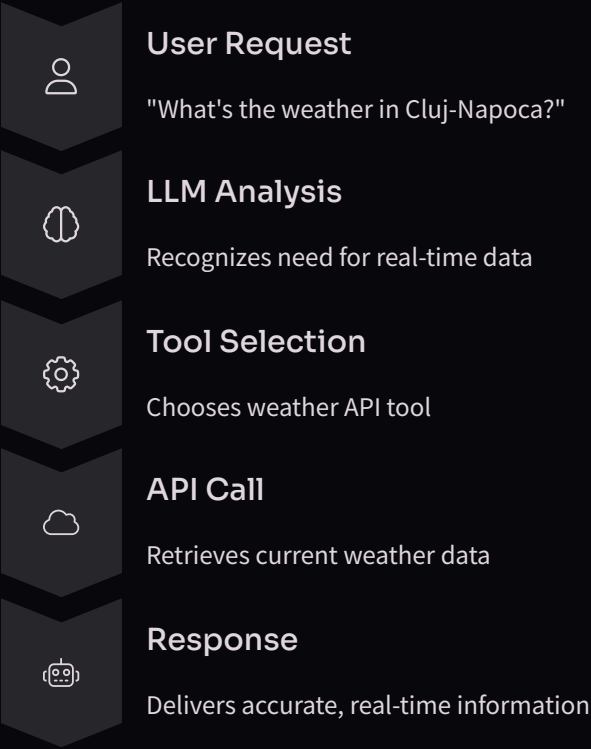 User Request
"What's the weather in Cluj-Napoca?"
LLM Analysis
Recognizes need for real-time data
Tool Selection
Chooses weather API tool
API Call
Retrieves current weather data
Response
Delivers accurate, real-time information